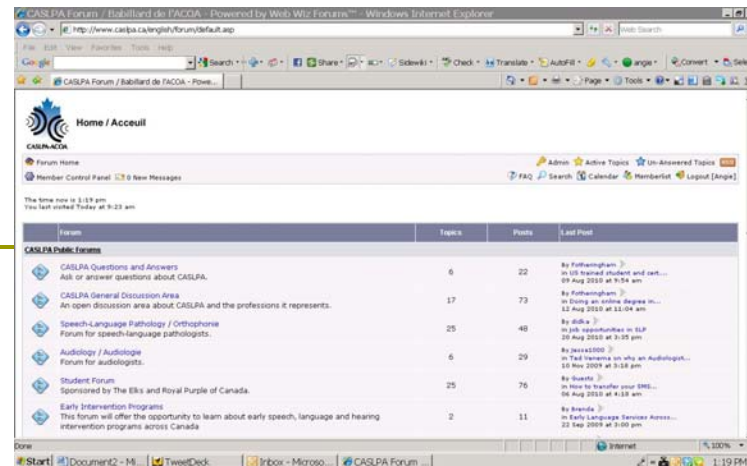 CASLPA Forum / Babillard de l'ACOA - Powered by Web Wiz Forums™ - Windows Internet Explorer
http://www.caslpa.ca/english/forum/default.asp
Web Search
File Edit View Favorites Tools Help
Google Search Share Sidewiki Check Translate AutoFill ange Convert Sele
CASLPA Forum / Babillard de l'ACOA - Powe... Page Tools
Home / Acceuil
CASLPA-ACOA
Forum Home
Admin Active Topics Un-Answered Topics
Member Control Panel 0 New Messages
FAQ Search Calendar Memberlist Logout [Angie]
The time now is 1:19 pm
You last visited Today at 9:23 am
Forum Topics Posts Last Post
CASLPA Public Forums
CASLPA Questions and Answers
Ask or answer questions about CASLPA.
6 22
By Fotheringham
in US trained student and cert...
09 Aug 2010 at 9:54 am
CASLPA General Discussion Area
An open discussion area about CASLPA and the professions it represents.
17 73
By Fotheringham
in Doing an online degree in...
12 Aug 2010 at 11:04 am
Speech-Language Pathology / Orthophonie
Forum for speech-language pathologists.
25 48
By didka
in job opportunities in SLP
20 Aug 2010 at 3:35 pm
Audiology / Audiologie
Forum for audiologists.
6 29
By jessa1000
in Tad Venema on why an Audiologist...
10 Nov 2009 at 5:18 pm
Student Forum
Sponsored by The Elks and Royal Purple of Canada.
25 76
By Guests
in How to transfer your SMS...
06 Aug 2010 at 4:18 am
Early Intervention Programs
This forum will offer the opportunity to learn about early speech, language and hearing
intervention programs across Canada
2 11
By Brenda
in Early Language Services Across...
22 Sep 2009 at 3:00 pm
Done Internet 100%
Start Document2 - Mi... TweetDeck Inbox - Microso... CASLPA Forum ... 1:19 PM